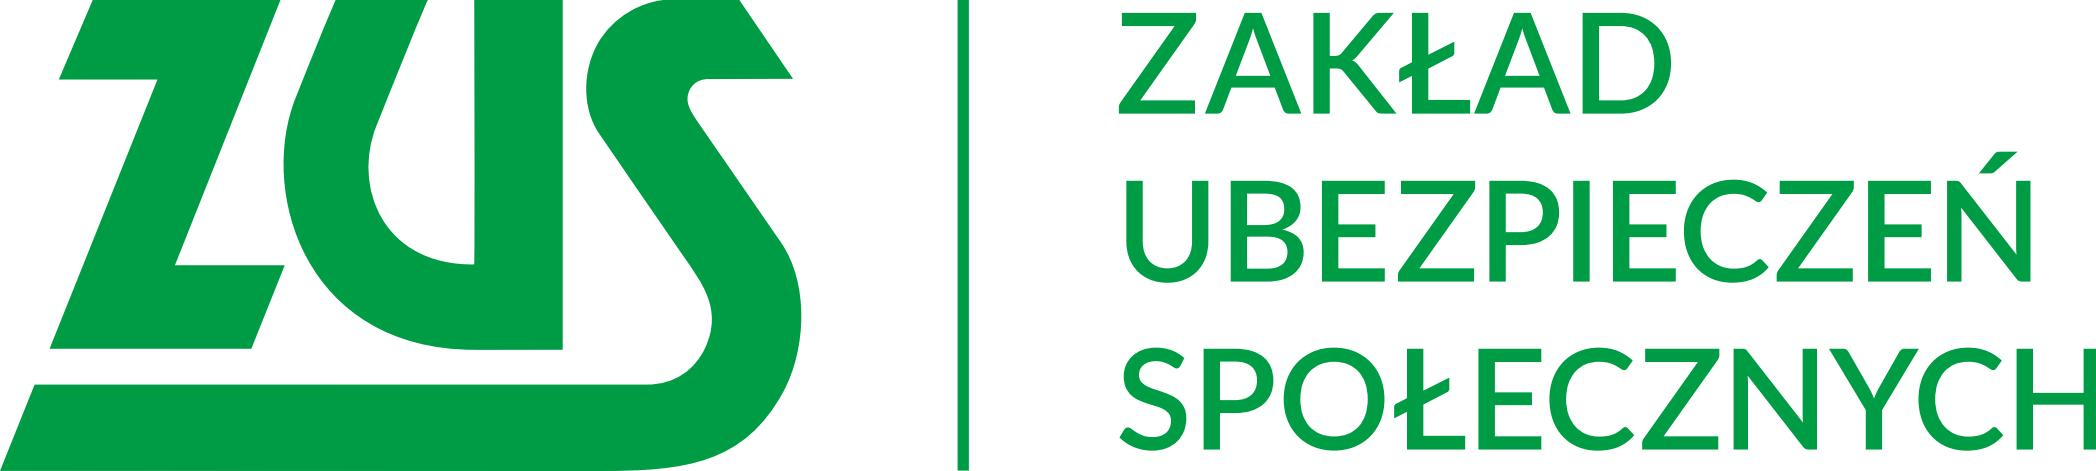 ZUS
ZAKŁAD
UBEZPIECZEŃ
SPOŁECZNYCH